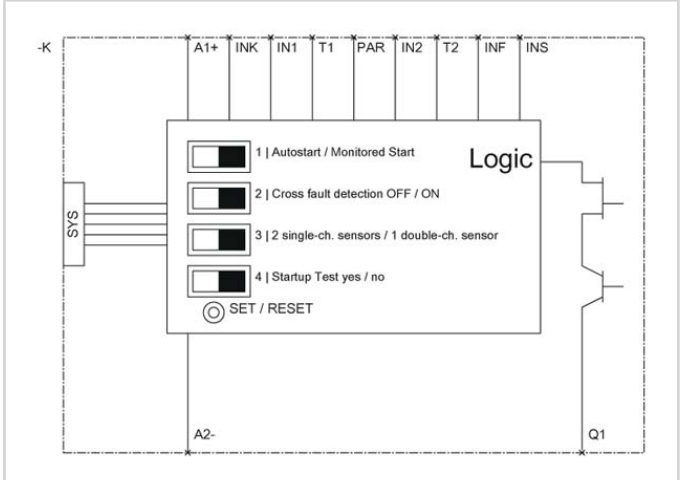 -K
A1+ INK IN1 T1 PAR IN2 T2 INF INS
1 | Autostart / Monitored Start
Logic
2 | Cross fault detection OFF / ON
SYS
3 | 2 single-ch. sensors / 1 double-ch. sensor
4 | Startup Test yes / no
SET / RESET
A2-
Q1